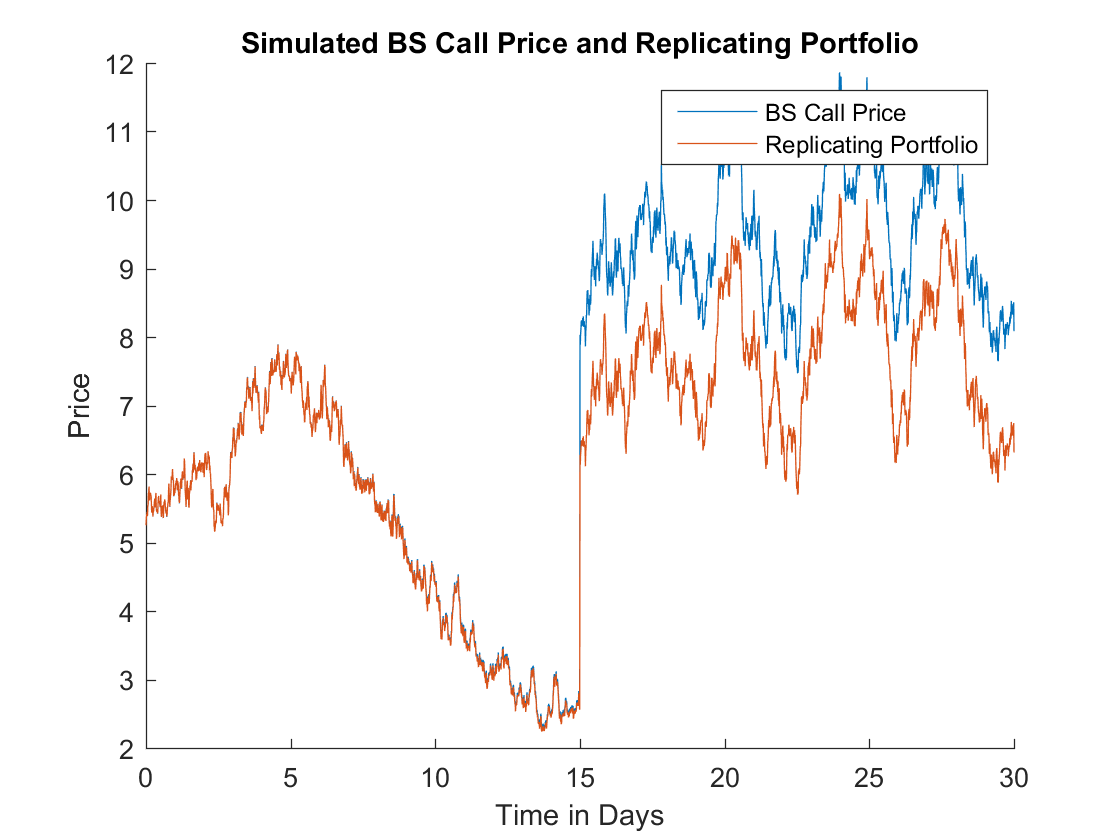 Simulated BS Call Price and Replicating Portfolio
12
11
10
9
8
7
6
5
4
3
2
Price
BS Call Price
Replicating Portfolio
0 5 10 15 20 25 30
Time in Days